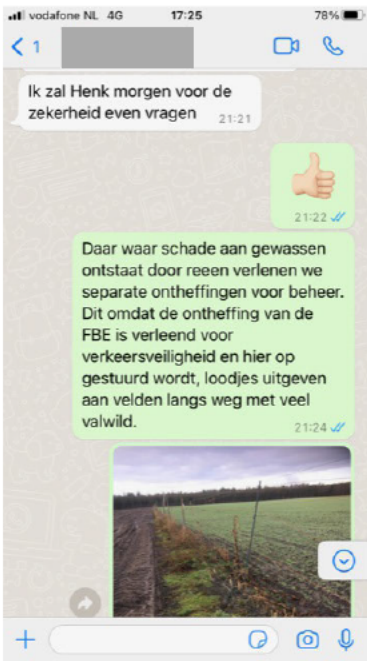 vodafone NL 4G 17:25 78%
1
Ik zal Henk morgen voor de
zekerheid even vragen 21:21
21:22
Daar waar schade aan gewassen
ontstaat door reeen verlenen we
separate ontheffingen voor beheer.
Dit omdat de ontheffing van de
FBE is verleend voor
verkeersveiligheid en hier op
gestuurd wordt, loodjes uitgeven
aan velden langs weg met veel
valwild.
21:24